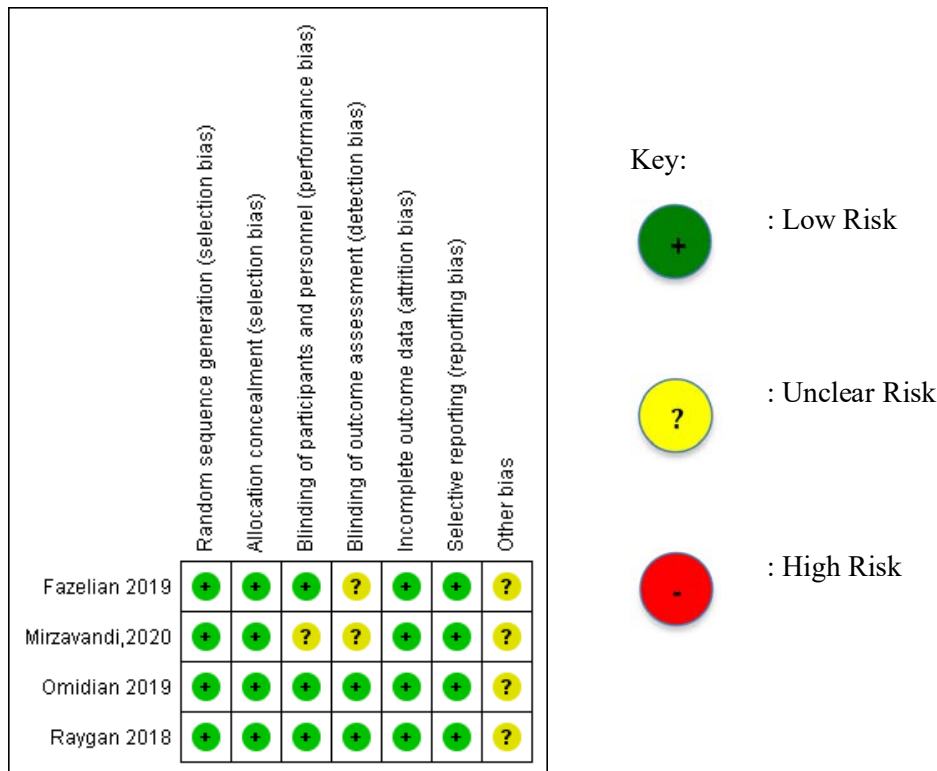 Random sequence generation (selection bias)
Allocation concealment (selection bias)
Blinding of participants and personnel (performance bias)
Blinding of outcome assessment (detection bias)
Incomplete outcome data (attrition bias)
Selective reporting (reporting bias)
Other bias
Fazelian 2019 + + + ? + + ?
Mirzavandi,2020 + + ? ? + + ?
Omidian 2019 + + + + + + ?
Raygan 2018 + + + + + + ?
Key:
+ : Low Risk
? : Unclear Risk
- : High Risk